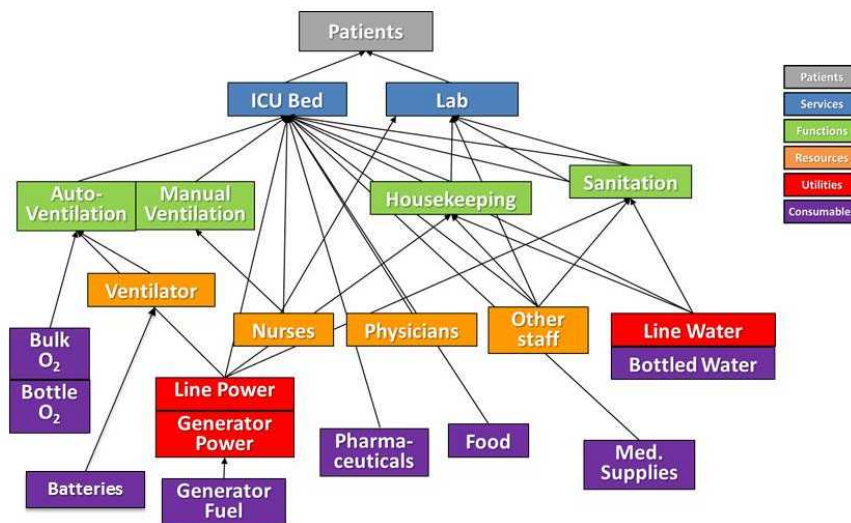 Patients
ICU Bed
Lab
Patients
Services
Functions
Resources
Utilities
Consumable
Auto-
Ventilation
Manual
Ventilation
Housekeeping
Sanitation
Ventilator
Nurses
Physicians
Other
staff
Line Water
Bottled Water
Bulk
O₂
Bottle
O₂
Line Power
Generator
Power
Pharma-
ceuticals
Food
Med.
Supplies
Batteries
Generator
Fuel